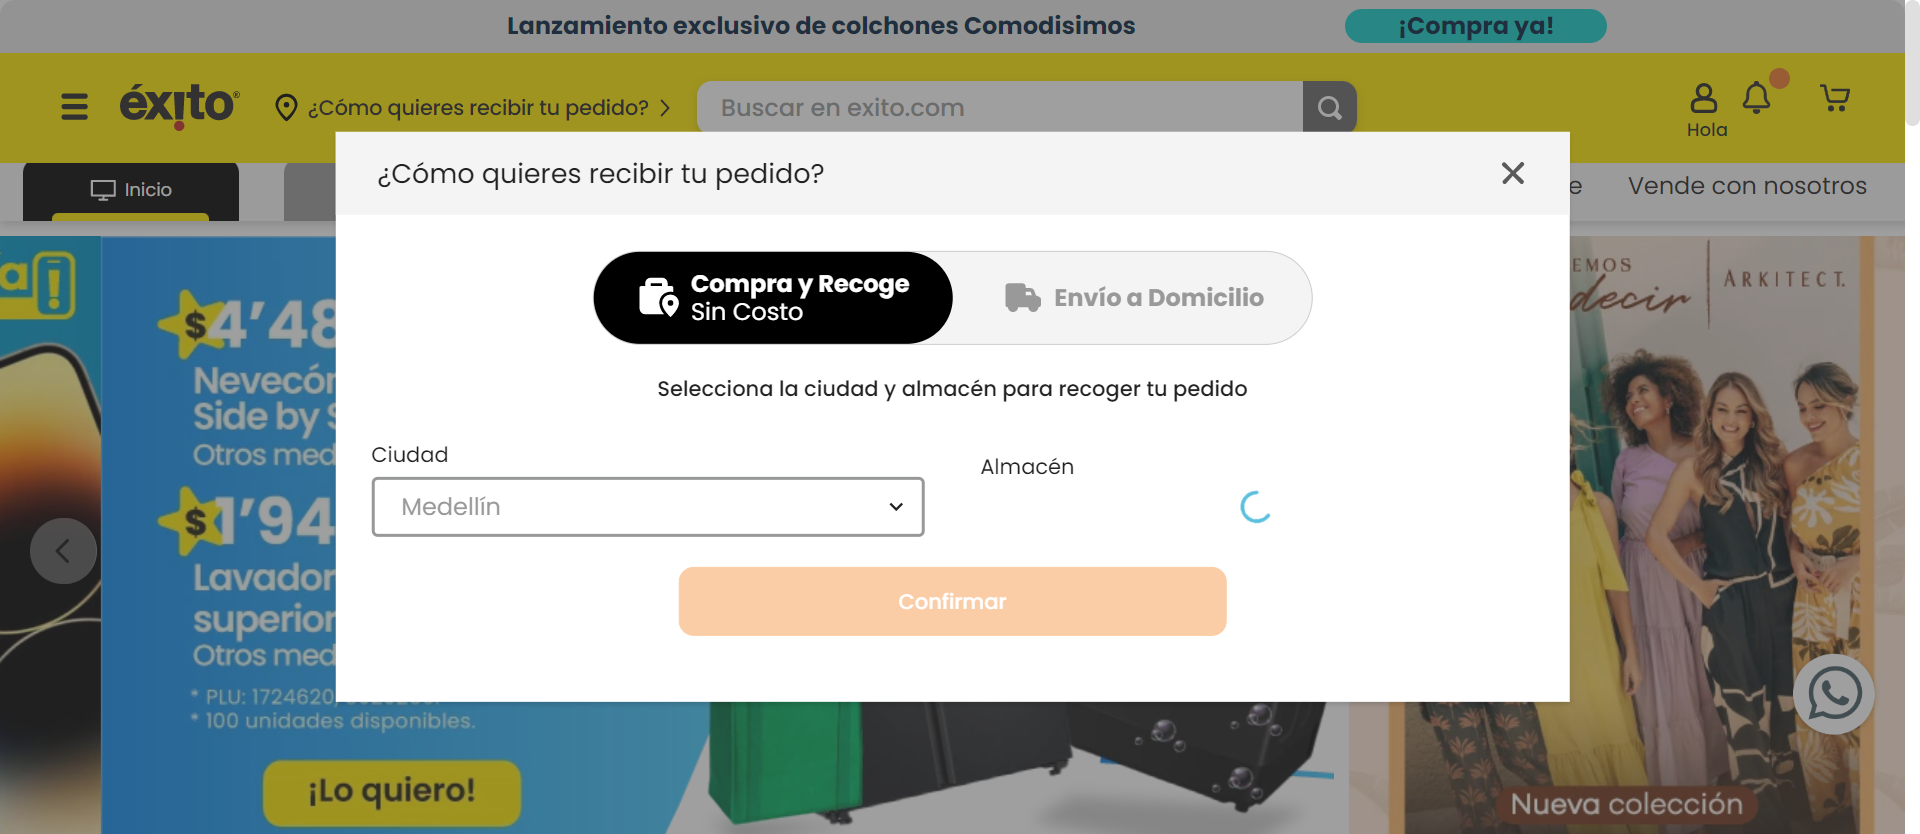 Lanzamiento exclusivo de colchones Comodisimos
¡Compra ya!
éxito
¿Cómo quieres recibir tu pedido?
Buscar en exito.com
Hola
Inicio
Vende con nosotros
¿Cómo quieres recibir tu pedido?
Compra y Recoge
Sin Costo
Envío a Domicilio
Selecciona la ciudad y almacén para recoger tu pedido
Ciudad
Medellín
Almacén
Confirmar
$4'48
Nevecón
Side by S
Otros med
$1'94
Lavador
superior
Otros med
* PLU: 1724620,
* 100 unidades disponibles.
¡Lo quiero!
EMOS
decir
ARKITECT.
Nueva colección